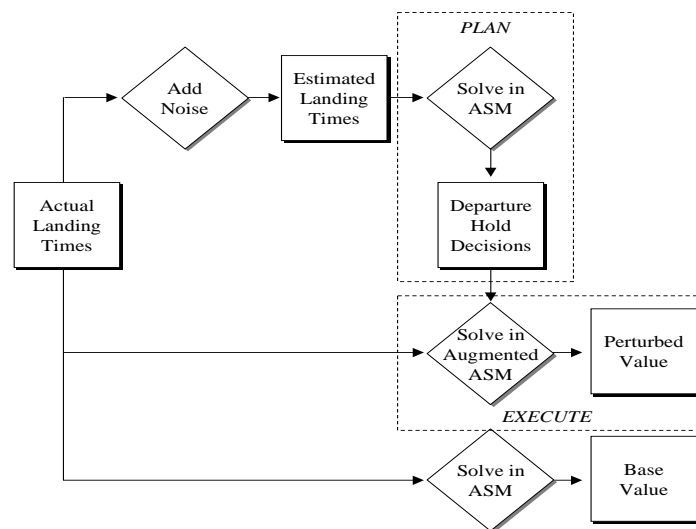 PLAN
Add
Noise
Estimated
Landing
Times
Solve in
ASM
Actual
Landing
Times
Departure
Hold
Decisions
Solve in
Augmented
ASM
Perturbed
Value
EXECUTE
Solve in
ASM
Base
Value